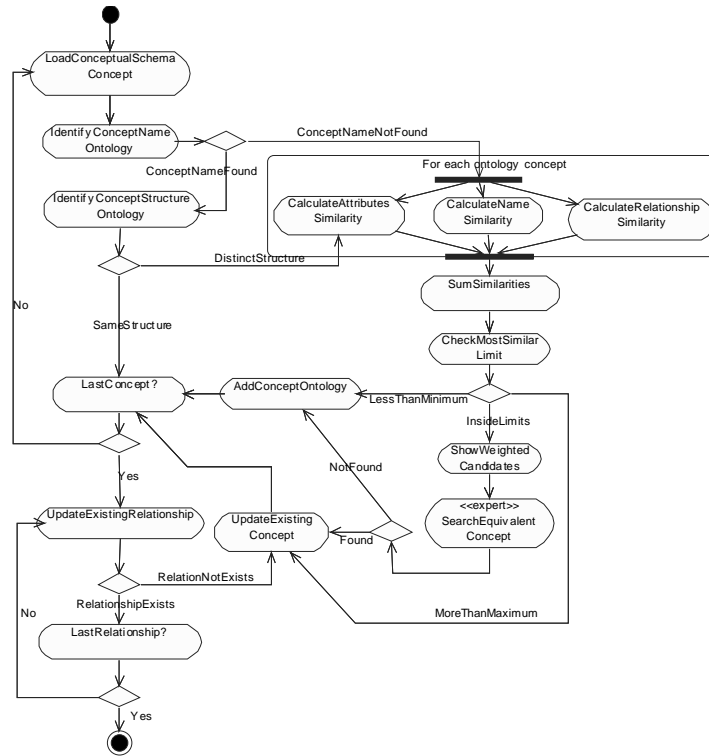 LoadConceptualSchema
Concept
IdentifyConceptName
Ontology
ConceptNameNotFound
ConceptNameFound
For each ontology concept
IdentifyConceptStructure
Ontology
CalculateAttributes
Similarity
CalculateName
Similarity
CalculateRelationship
Similarity
DistinctStructure
SumSimilarities
No
SameStructure
CheckMostSimilar
Limit
LastConcept?
AddConceptOntology
LessThanMinimum
InsideLimits
ShowWeighted
Candidates
NotFound
Yes
<<expert>>
SearchEquivalent
Concept
UpdateExistingRelationship
UpdateExisting
Concept
Found
RelationNotExists
RelationshipExists
No
MoreThanMaximum
LastRelationship?
Yes